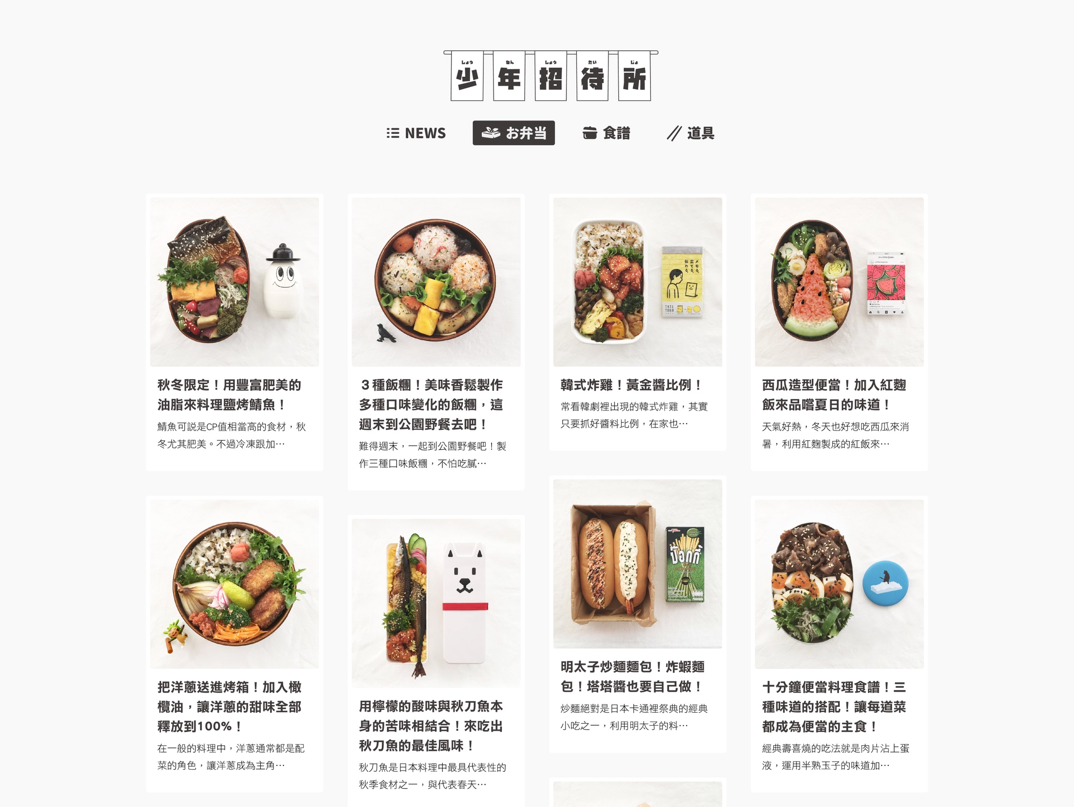 しょう なん しょう たい じょ
少年招待所
NEWS お弁当 食譜 道具
秋冬限定！用豐富肥美的
油脂來料理鹽烤鯖魚！
鯖魚可說是CP值相當高的食材，秋
冬尤其肥美。不過冷凍跟加⋯
３種飯糰！美味香鬆製作
多種口味變化的飯糰，這
週末到公園野餐去吧！
難得週末，一起到公園野餐吧！製
作三種口味飯糰，不怕吃膩⋯
韓式炸雞！黃金醬比例！
常看韓劇裡出現的韓式炸雞，其實
只要抓好醬料比例，在家也⋯
西瓜造型便當！加入紅麴
飯來品嚐夏日的味道！
天氣好熱，冬天也好想吃西瓜來消
暑，利用紅麴製成的紅飯來⋯
把洋蔥送進烤箱！加入橄
欖油，讓洋蔥的甜味全部
釋放到100%！
在一般的料理中，洋蔥通常都是配
菜的角色，讓洋蔥成為主角⋯
用檸檬的酸味與秋刀魚本
身的苦味相結合！來吃出
秋刀魚的最佳風味！
秋刀魚是日本料理中最具代表性的
秋季食材之一，與代表春天⋯
明太子炒麵麵包！炸蝦麵
包！塔塔醬也要自己做！
炒麵絕對是日本卡通裡祭典的經典
小吃之一，利用明太子的料⋯
十分鐘便當料理食譜！三
種味道的搭配！讓每道菜
都成為便當的主食！
經典壽喜燒的吃法就是肉片沾上蛋
液，運用半熟玉子的味道加⋯